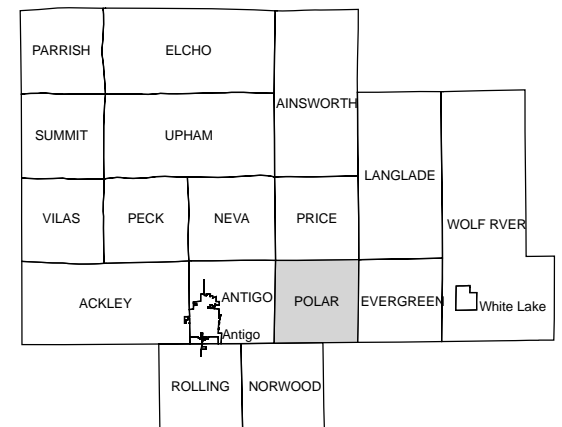 PARRISH
ELCHO
AINSWORTH
SUMMIT
UPHAM
LANGLADE
VILAS
PECK
NEVA
PRICE
WOLF RVER
ACKLEY
ANTIGO
POLAR
EVERGREEN
White Lake
Antigo
ROLLING
NORWOOD